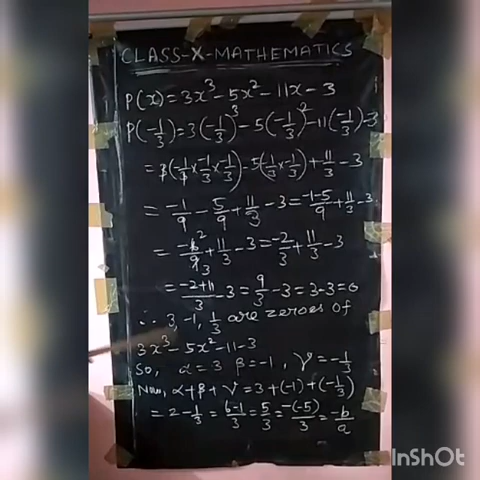 CLASS-X-MATHEMATICS
P(x)=3x³-5x²-11x-3
P(-1/3)=3(-1/3)³-5(-1/3)²-11(-1/3)-3
=3(-1/3×-1/3×-1/3)-5(-1/3×-1/3)+11/3-3
=-1/9-5/9+11/3-3=-1-5/9+11/3-3
=-6²/9₃+11/3-3=-2/3+11/3-3
=-2+11/3-3=9/3-3=3-3=0
∴ 3,-1,1/3 are zeroes of
3x³-5x²-11-3
So, α=3 β=-1, γ=-1/3
Now, α+β+γ=3+(-1)+(-1/3)
=2-1/3=6-1/3=5/3=-(-5)/3=-b/a
InShOt